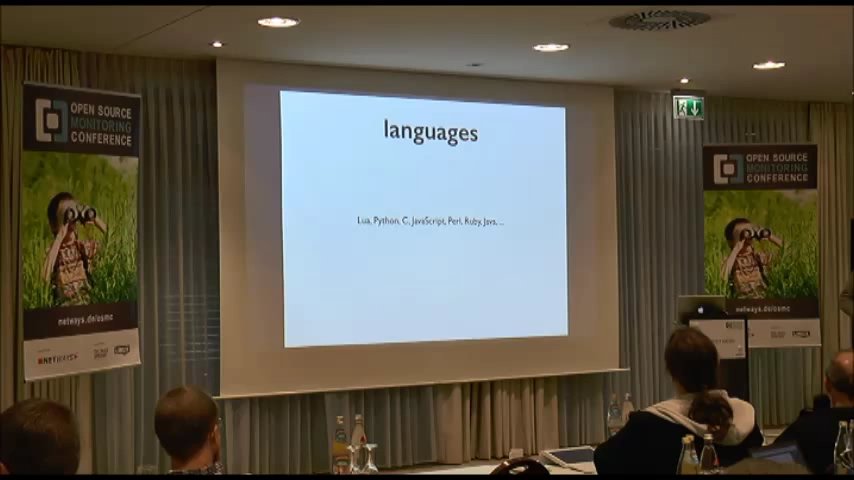 OPEN SOURCE
MONITORING
CONFERENCE
netways.de/osmc
NETWAYS
languages
Lua, Python, C, JavaScript, Perl, Ruby, Java, ...
OPEN SOURCE
MONITORING
CONFERENCE
netways.de/osmc